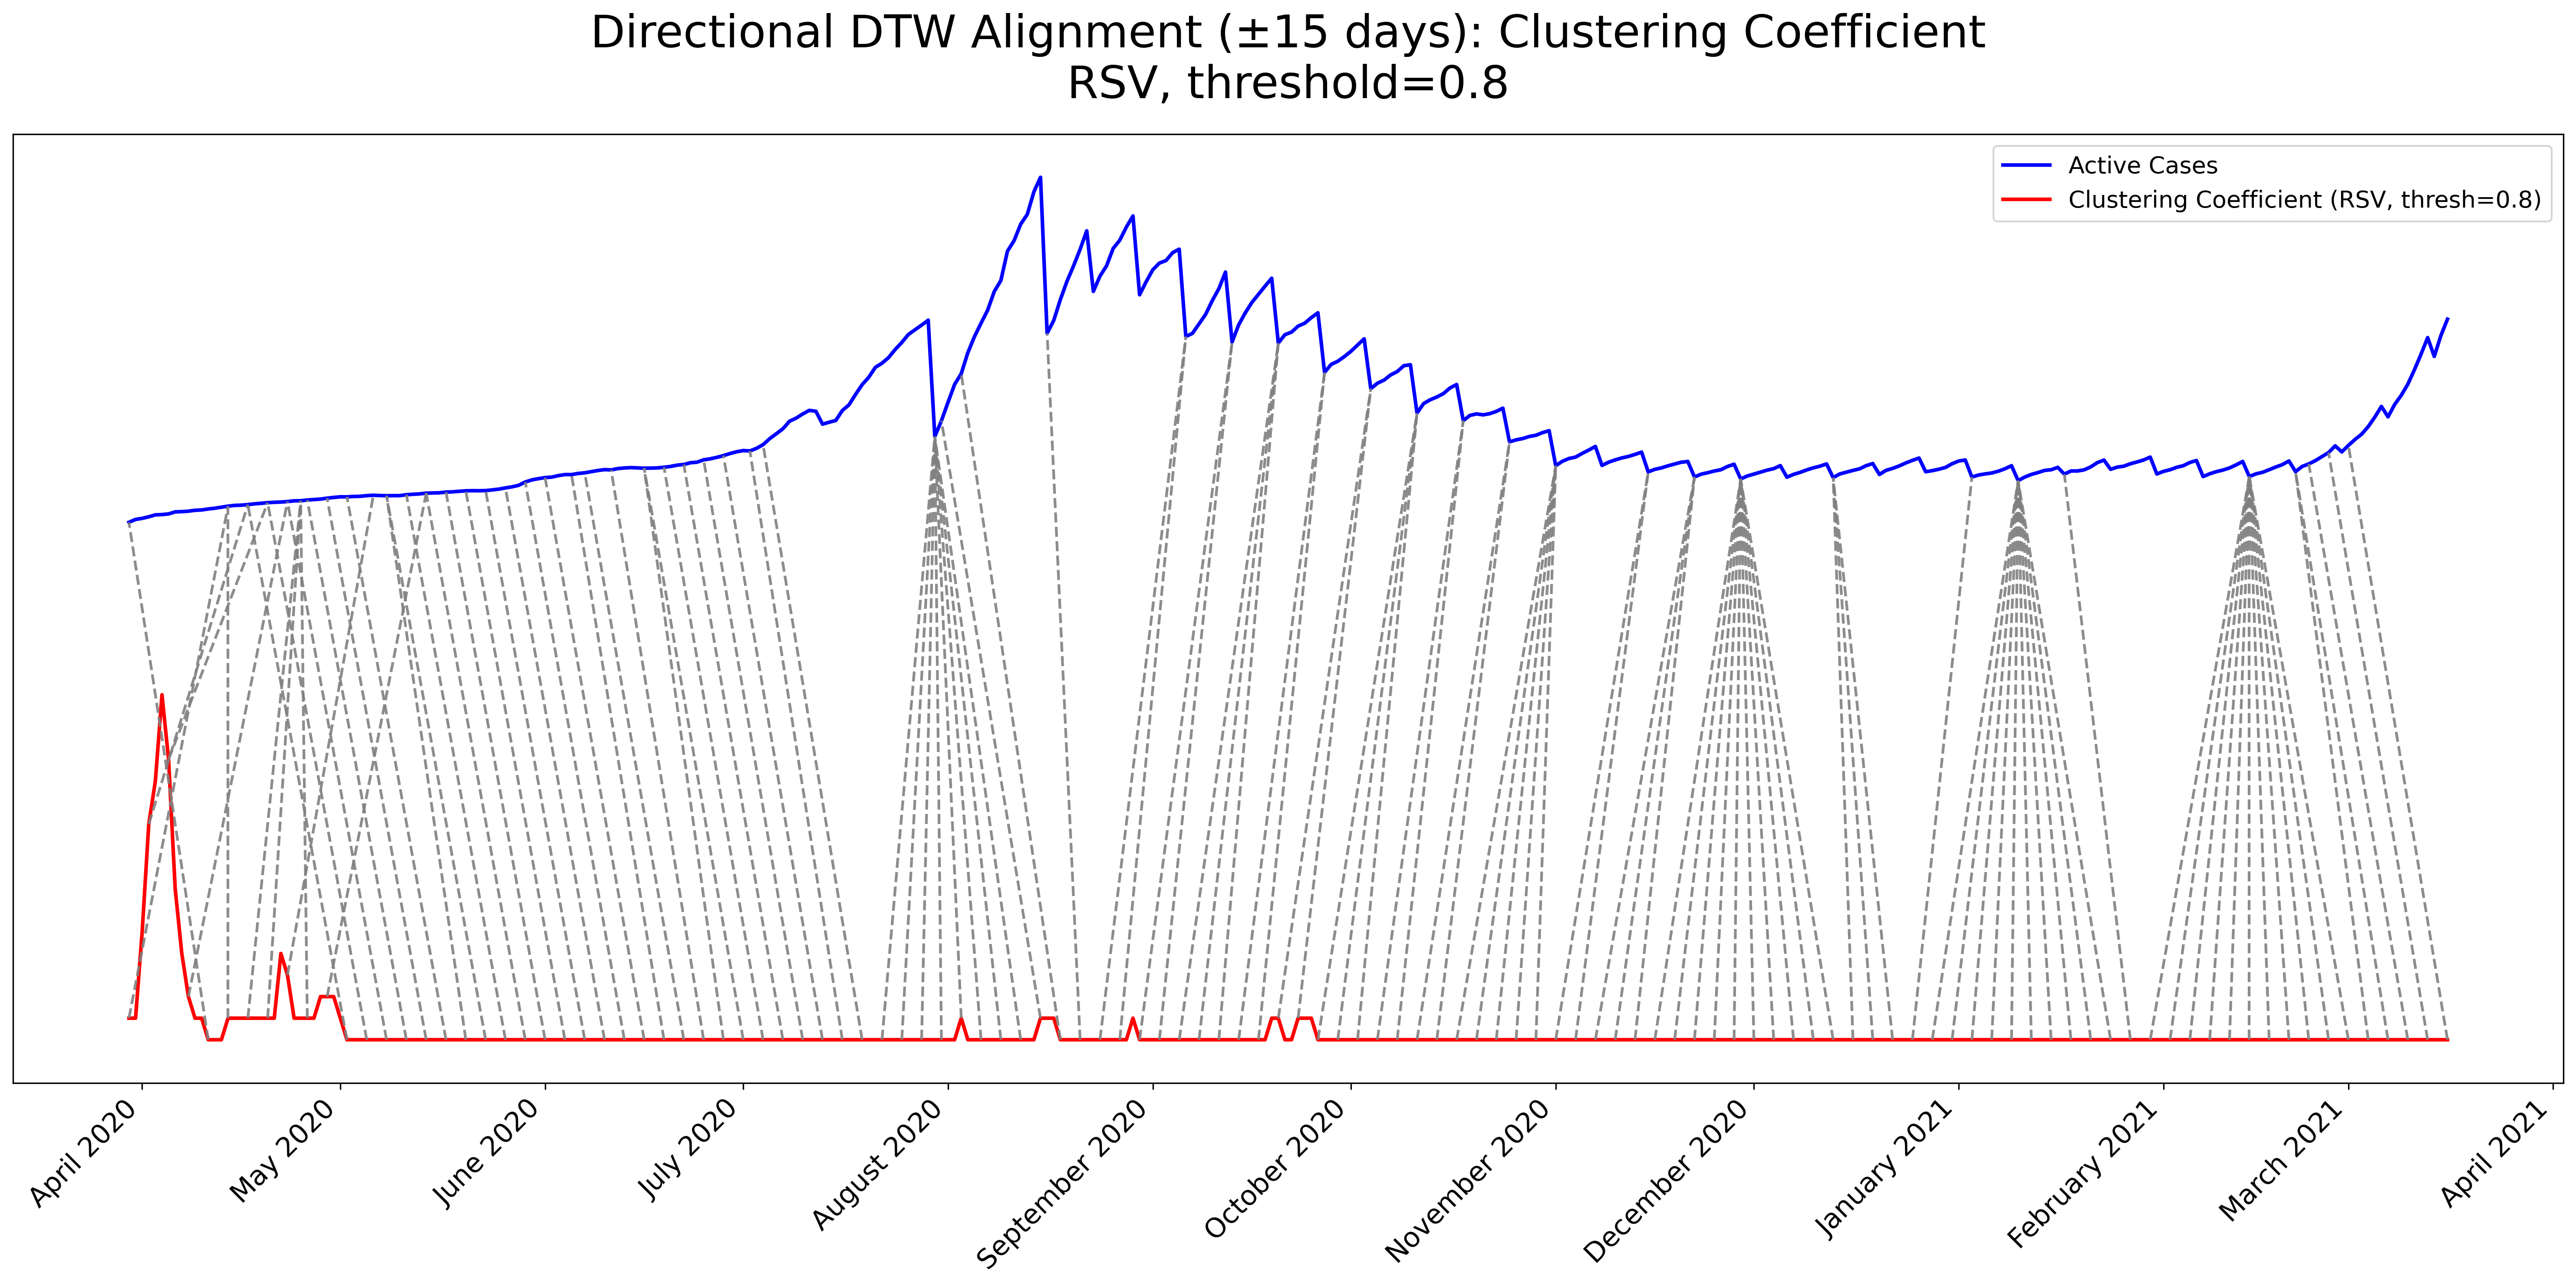 Directional DTW Alignment (±15 days): Clustering Coefficient
RSV, threshold=0.8
Active Cases
Clustering Coefficient (RSV, thresh=0.8)
April 2020
May 2020
June 2020
July 2020
August 2020
September 2020
October 2020
November 2020
December 2020
January 2021
February 2021
March 2021
April 2021